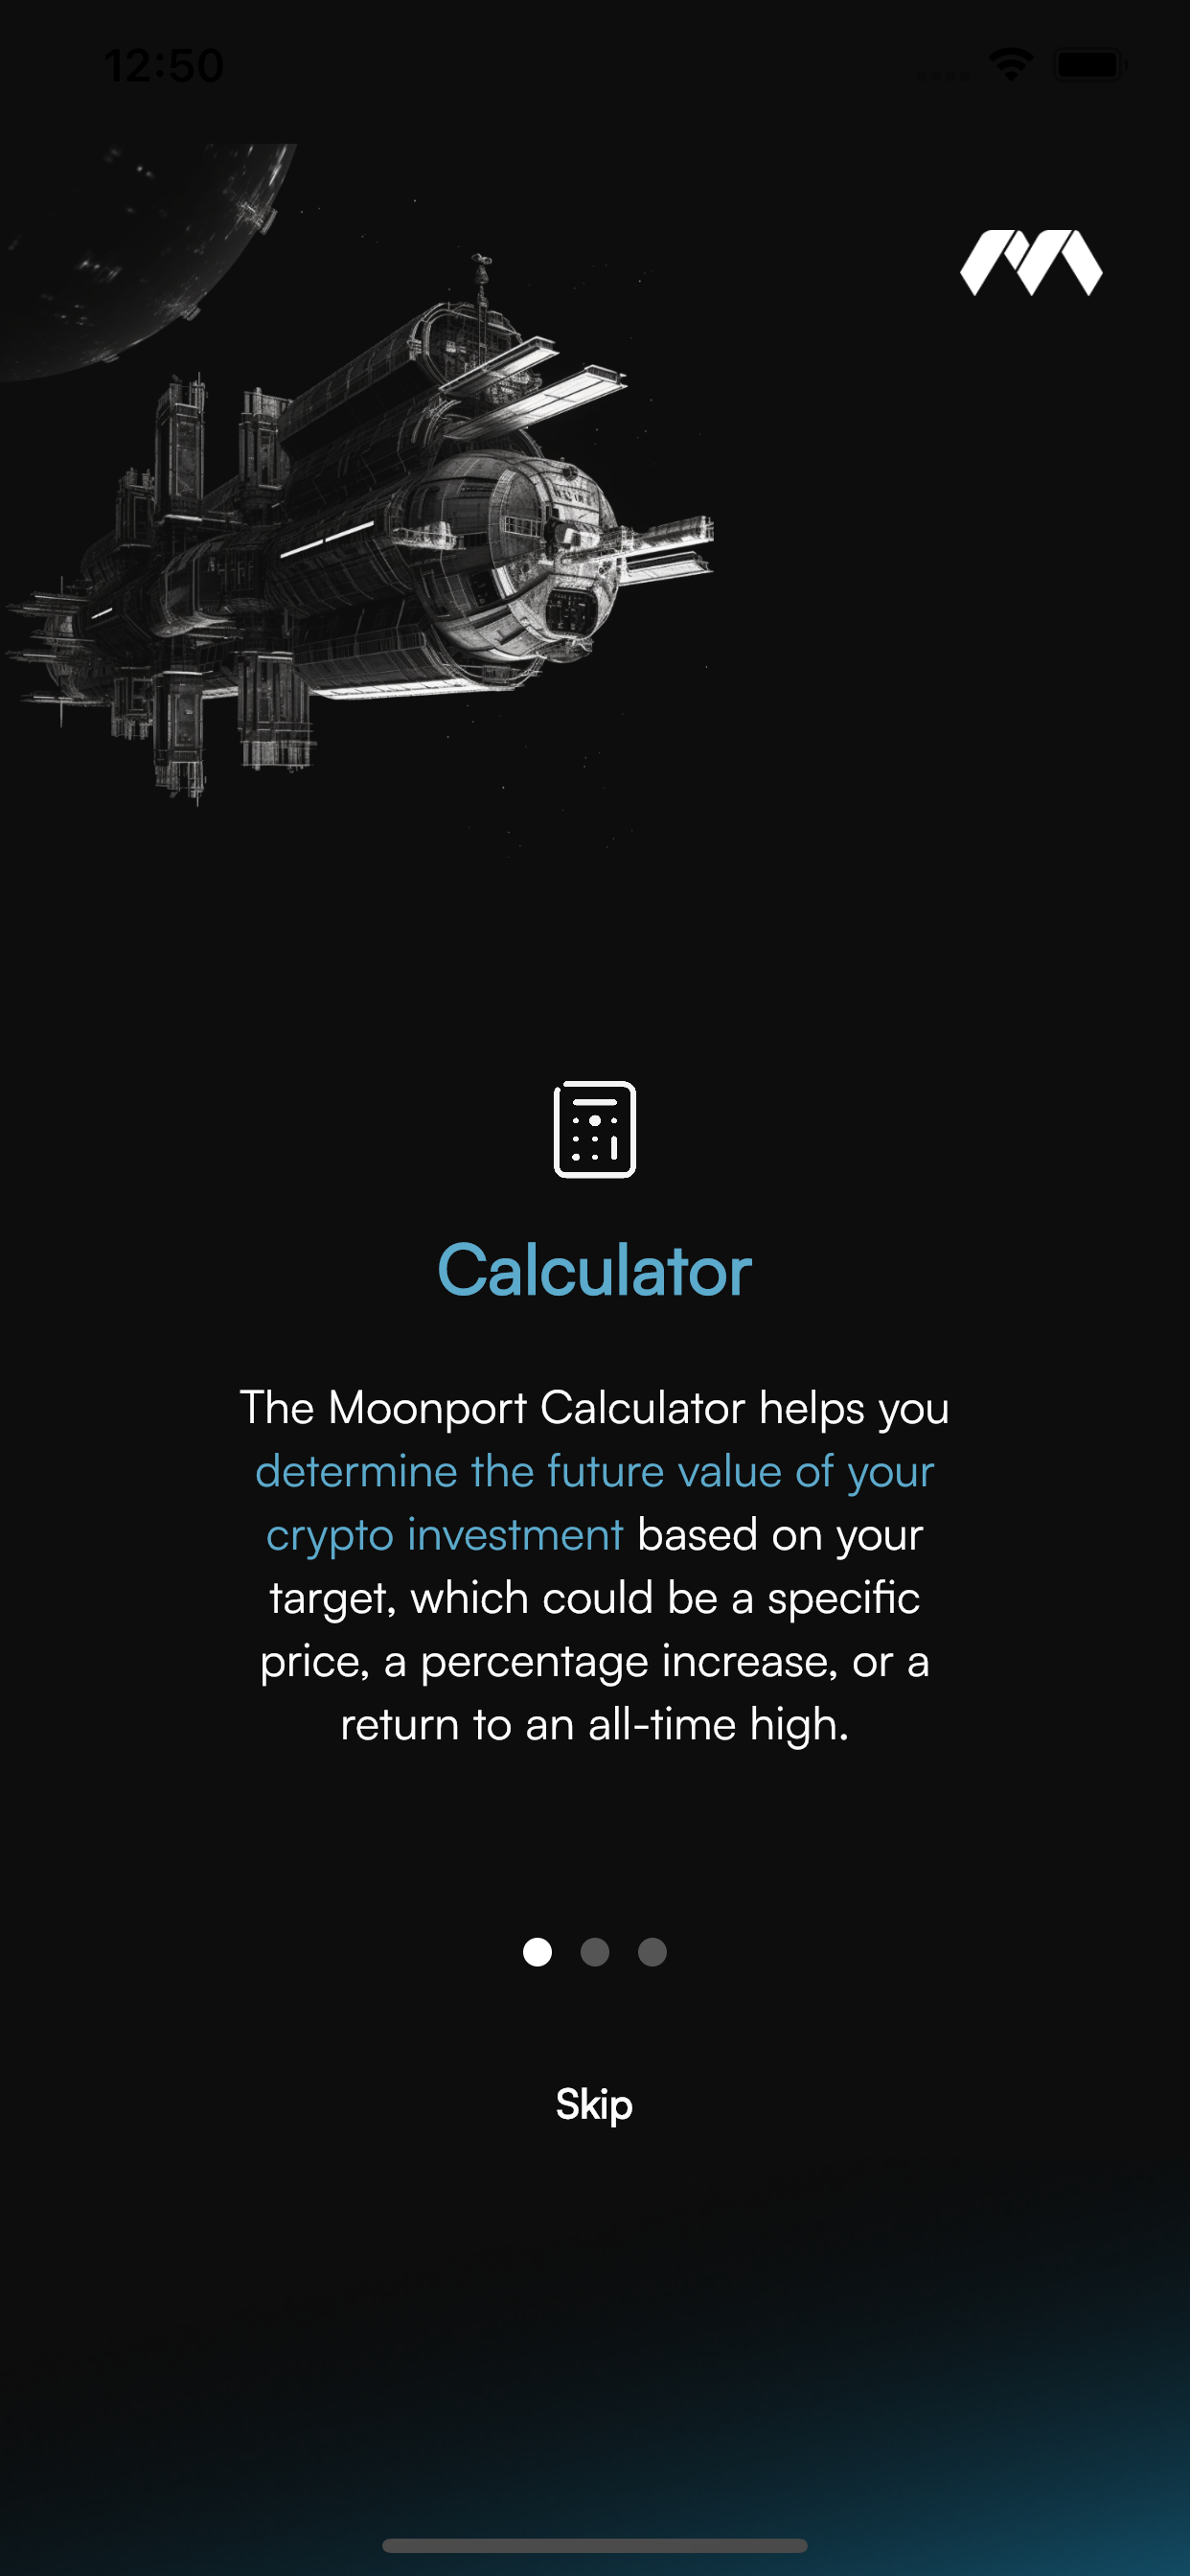 12:50
Calculator
The Moonport Calculator helps you
determine the future value of your
crypto investment based on your
target, which could be a specific
price, a percentage increase, or a
return to an all-time high.
Skip